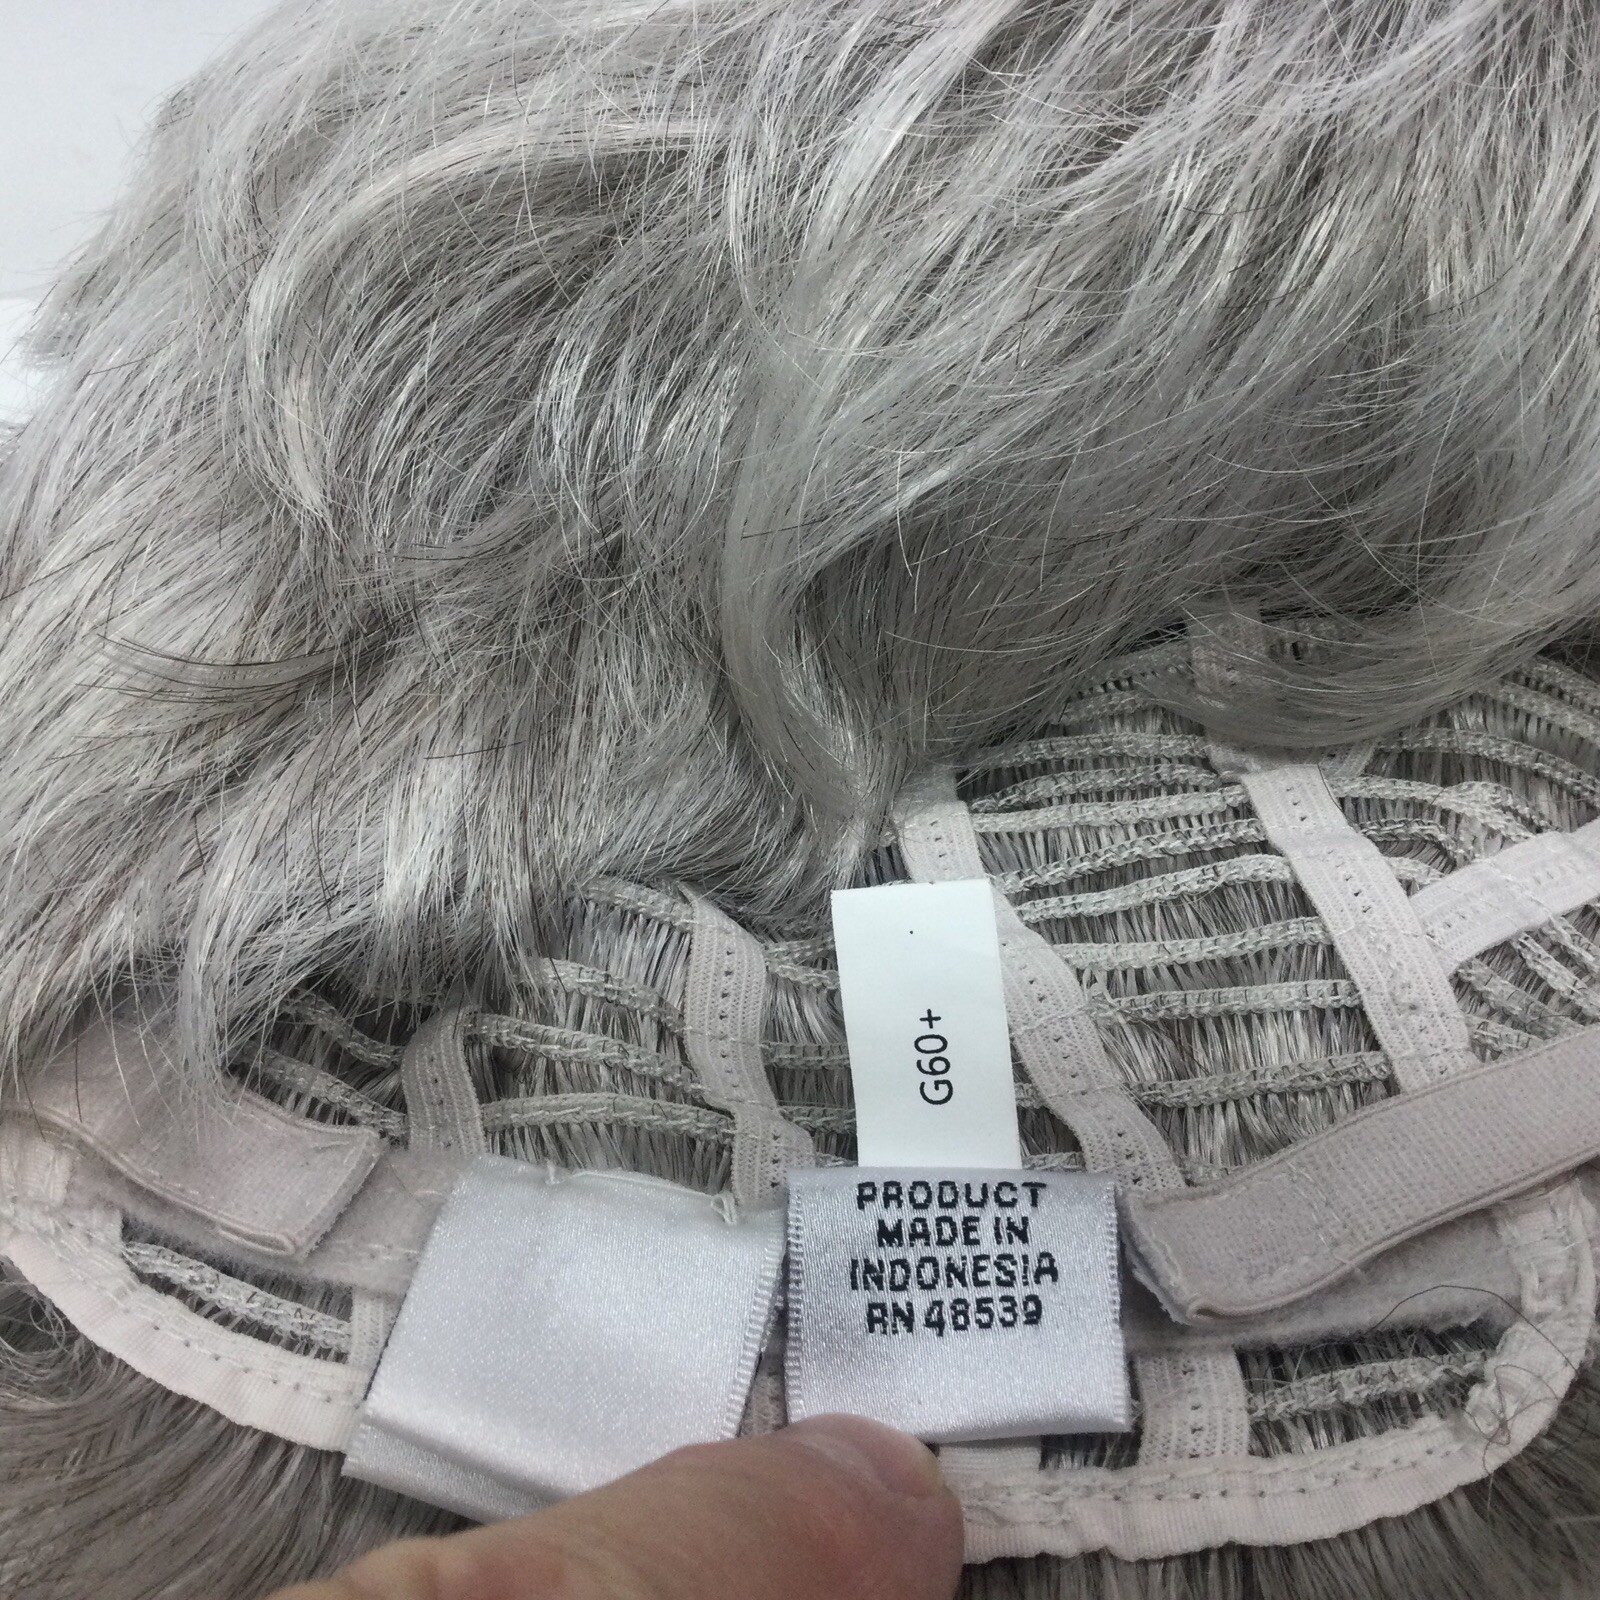 G60+
PRODUCT
MADE IN
INDONESIA
RN 48539